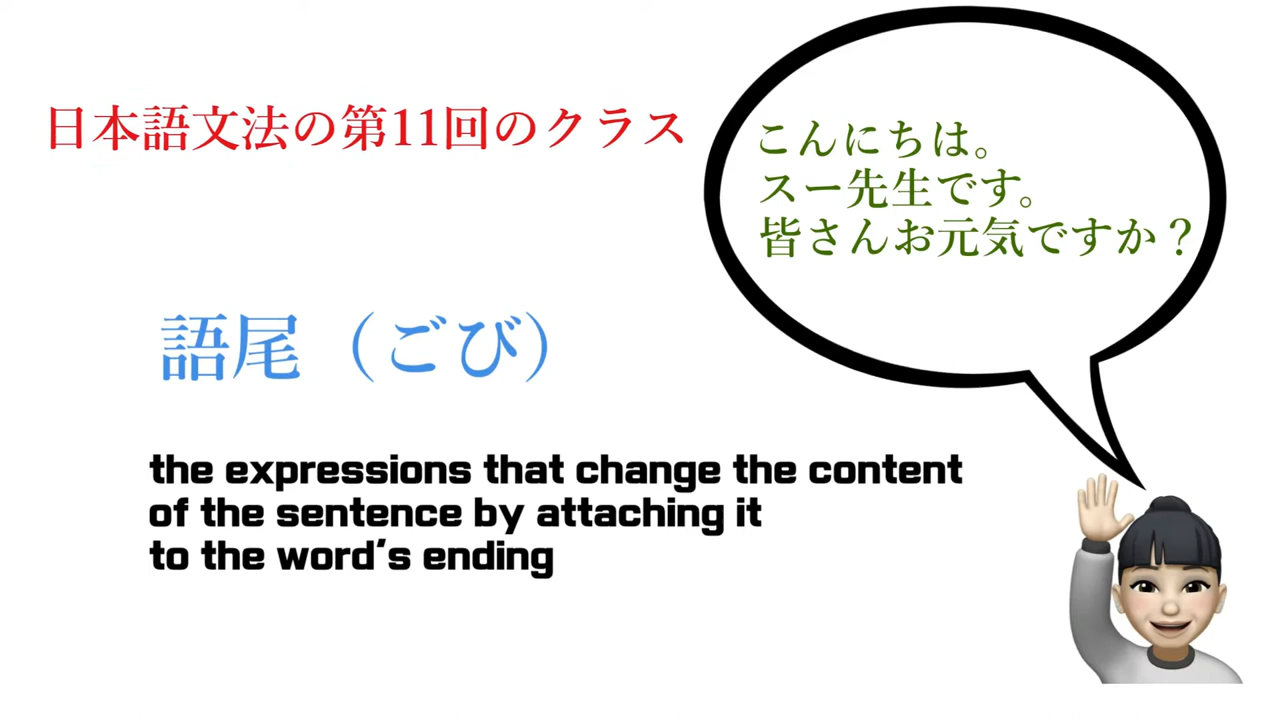 日本語文法の第11回のクラス
こんにちは。
スー先生です。
皆さんお元気ですか？
語尾（ごび）
the expressions that change the content
of the sentence by attaching it
to the word's ending